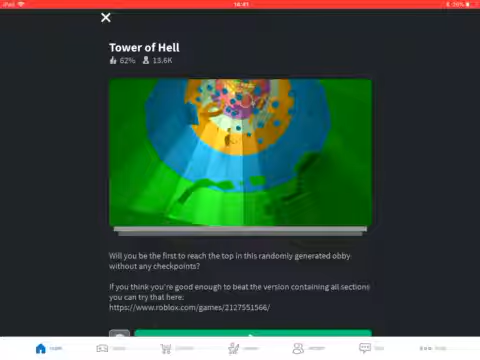 iPad
14:41
Tower of Hell
62% 13.6K
Will you be the first to reach the top in this randomly generated obby without any checkpoints?
If you think you're good enough to beat the version containing all sections you can try that here:
https://www.roblox.com/games/2127551566/